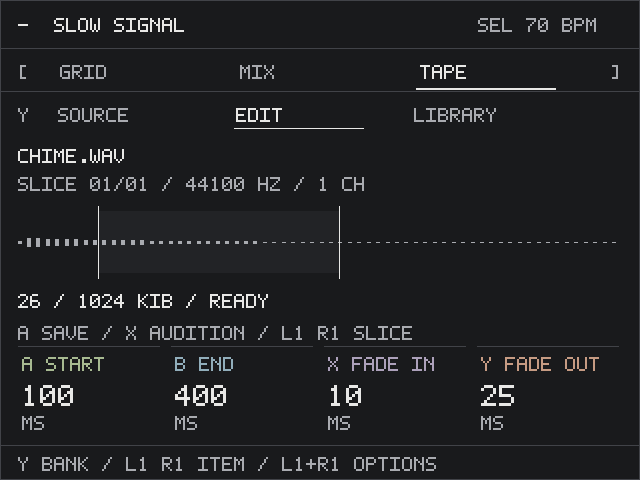 – SLOW SIGNAL SEL 70 BPM
[ GRID MIX TAPE ]
Y SOURCE EDIT LIBRARY
CHIME.WAV
SLICE 01/01 / 44100 HZ / 1 CH
26 / 1024 KIB / READY
A SAVE / X AUDITION / L1 R1 SLICE
A START B END X FADE IN Y FADE OUT
100 400 10 25
MS MS MS MS
Y BANK / L1 R1 ITEM / L1+R1 OPTIONS